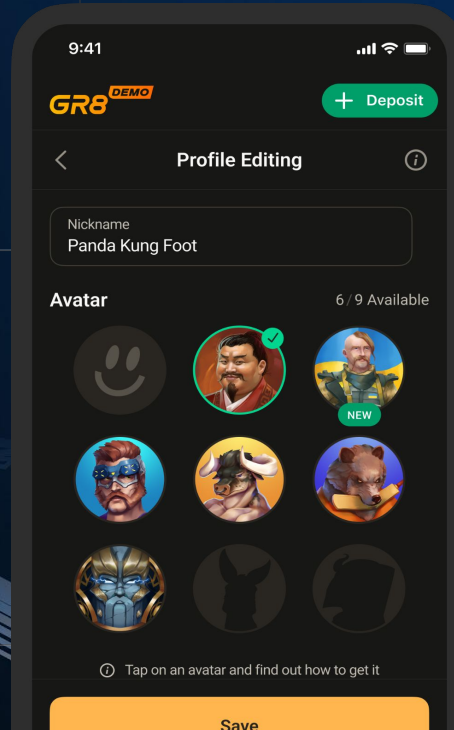 9:41
GR8 DEMO
+ Deposit
Profile Editing
Nickname
Panda Kung Foot
Avatar
6/9 Available
NEW
Tap on an avatar and find out how to get it
Save